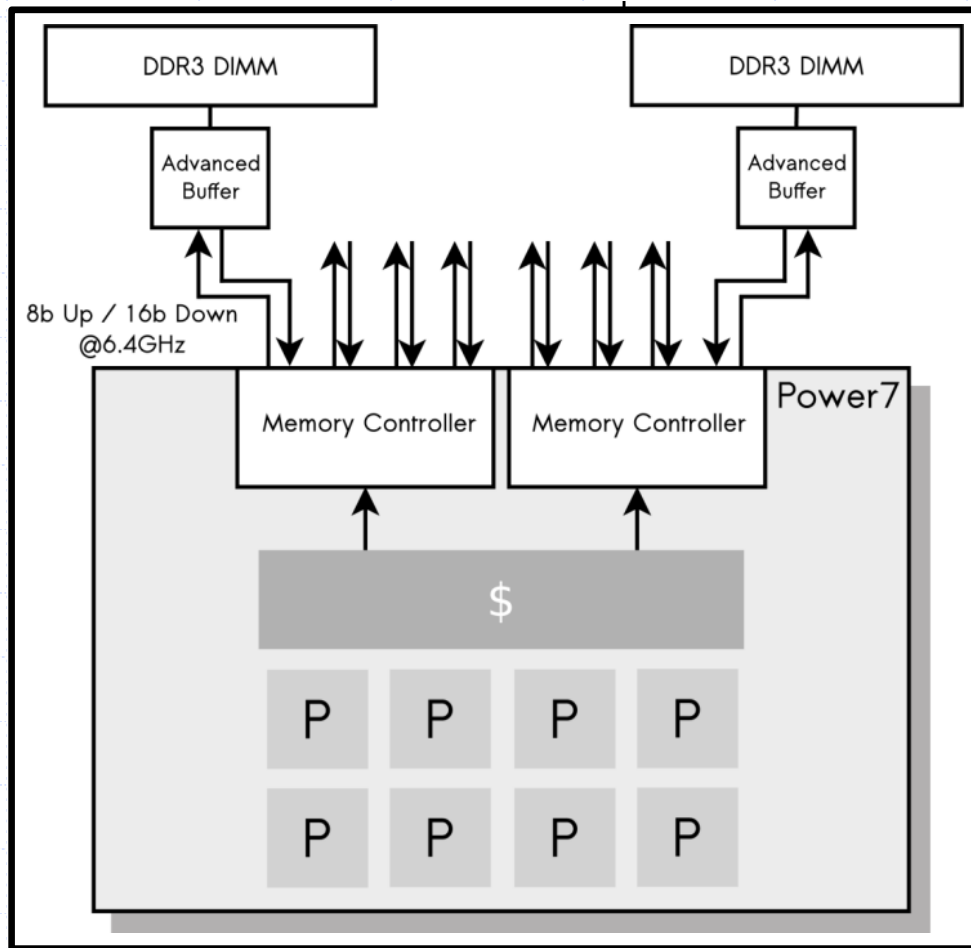 DDR3 DIMM
DDR3 DIMM
Advanced
Buffer
Advanced
Buffer
8b Up / 16b Down
@6.4GHz
Power7
Memory Controller
Memory Controller
$
P
P
P
P
P
P
P
P